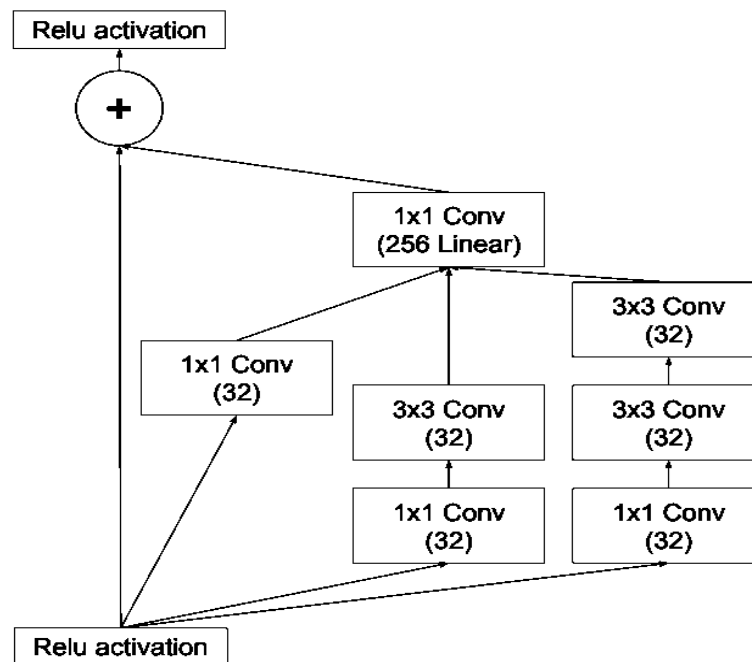 Relu activation
+
1x1 Conv
(256 Linear)
3x3 Conv
(32)
1x1 Conv
(32)
3x3 Conv
(32)
3x3 Conv
(32)
1x1 Conv
(32)
1x1 Conv
(32)
Relu activation